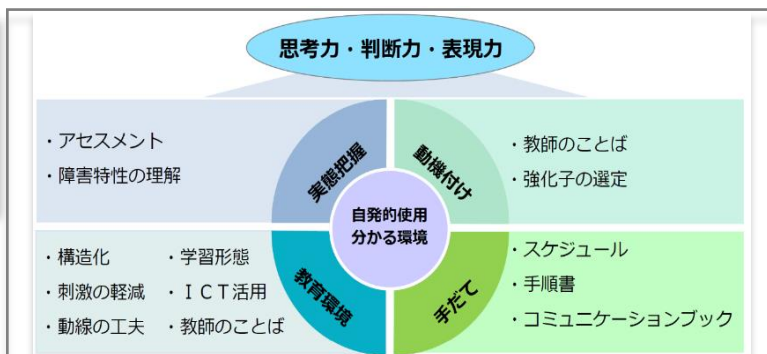 思考力・判断力・表現力
・アセスメント
・障害特性の理解
実態把握
動機付け
・教師のことば
・強化子の選定
自発的使用
分かる環境
・構造化
・学習形態
・刺激の軽減
・ＩＣＴ活用
・動線の工夫
・教師のことば
教育環境
手だて
・スケジュール
・手順書
・コミュニケーションブック